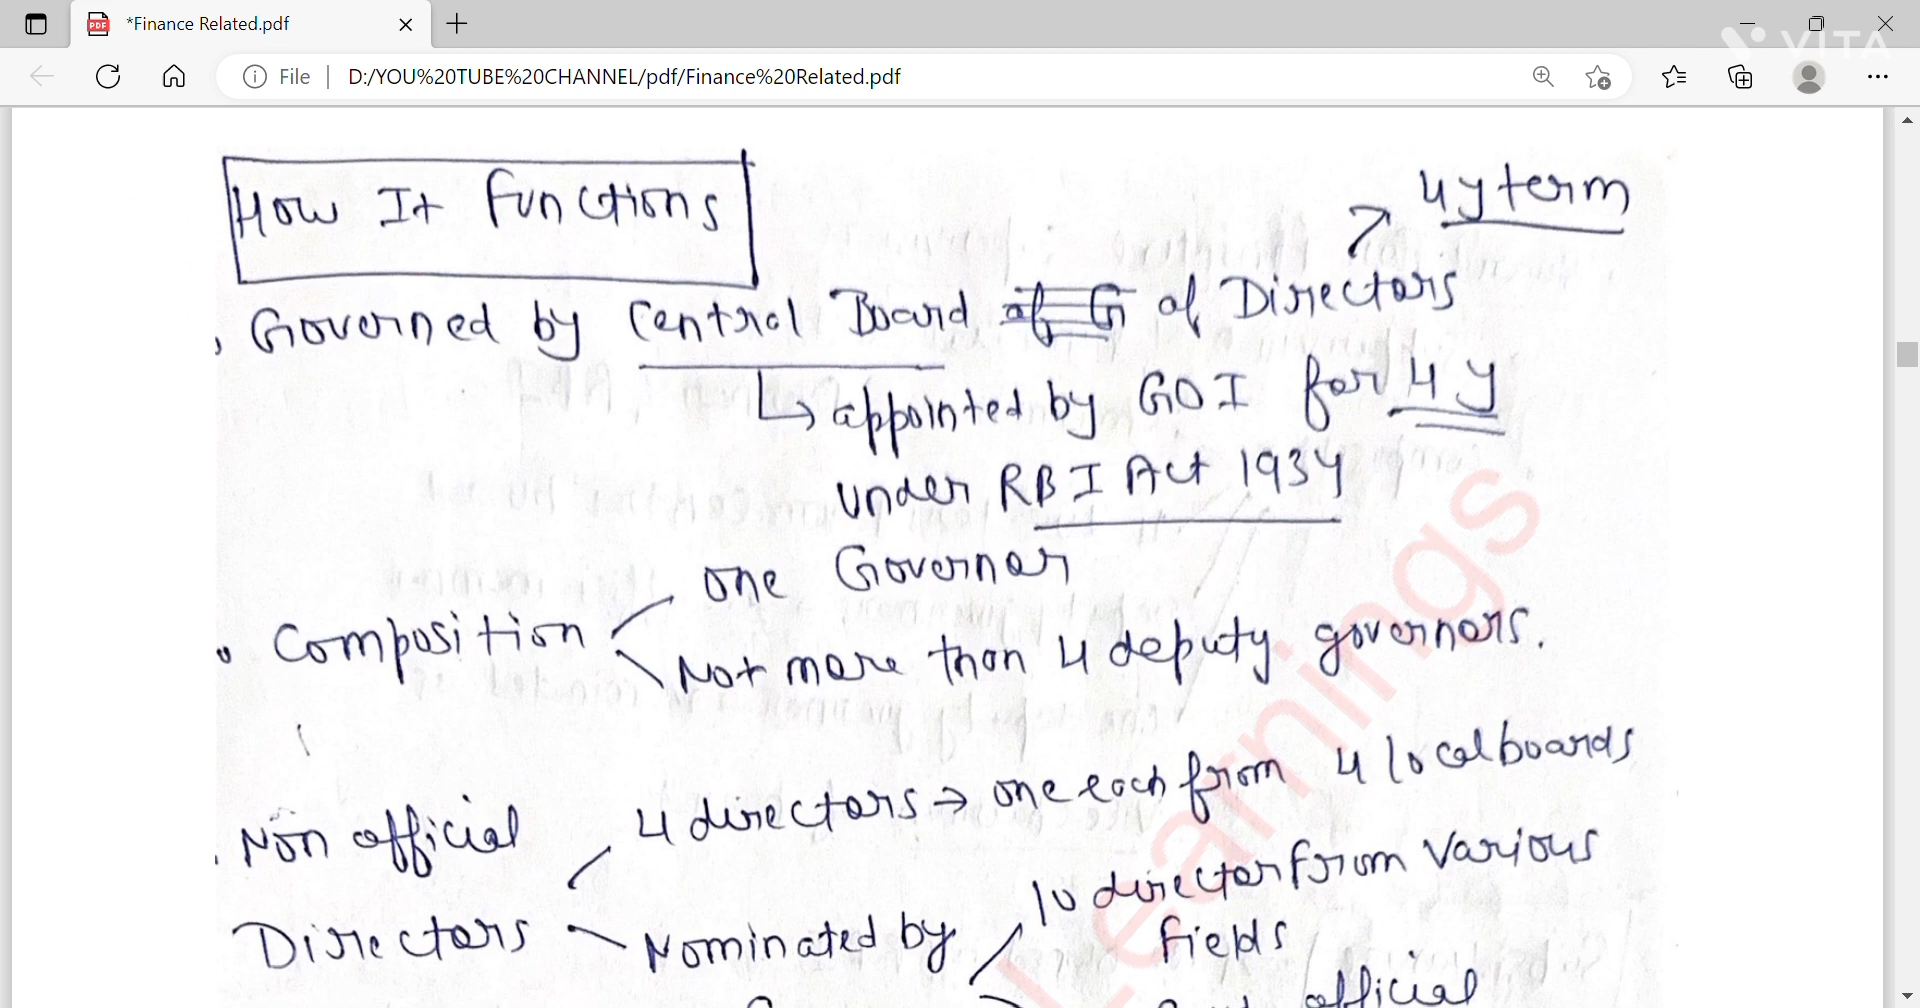 *Finance Related.pdf
VITA
File
D:/YOU%20TUBE%20CHANNEL/pdf/Finance%20Related.pdf
4y term
How It Functions
Governed by Central Board of G of Directors
appointed by GOI for 4 y
under RBI Act 1934
one Governor
Composition
Not more than 4 deputy governors.
4 directors → one each from 4 local boards
Non official
Directors
10 director from various
fields
Nominated by
official
Learnings